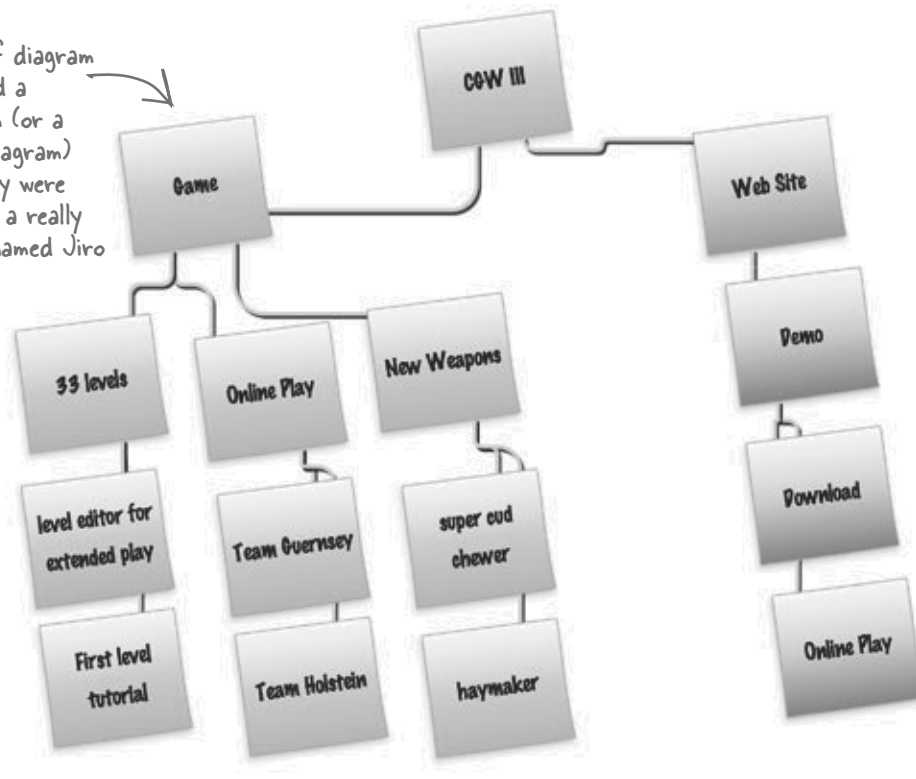 f diagram
d a
(or a
agram)
y were
a really
named Jiro
CGW III
Game
Web Site
33 levels
Online Play
New Weapons
Demo
level editor for
extended play
Team Guernsey
super cud
chewer
Download
First level
tutorial
Team Holstein
haymaker
Online Play